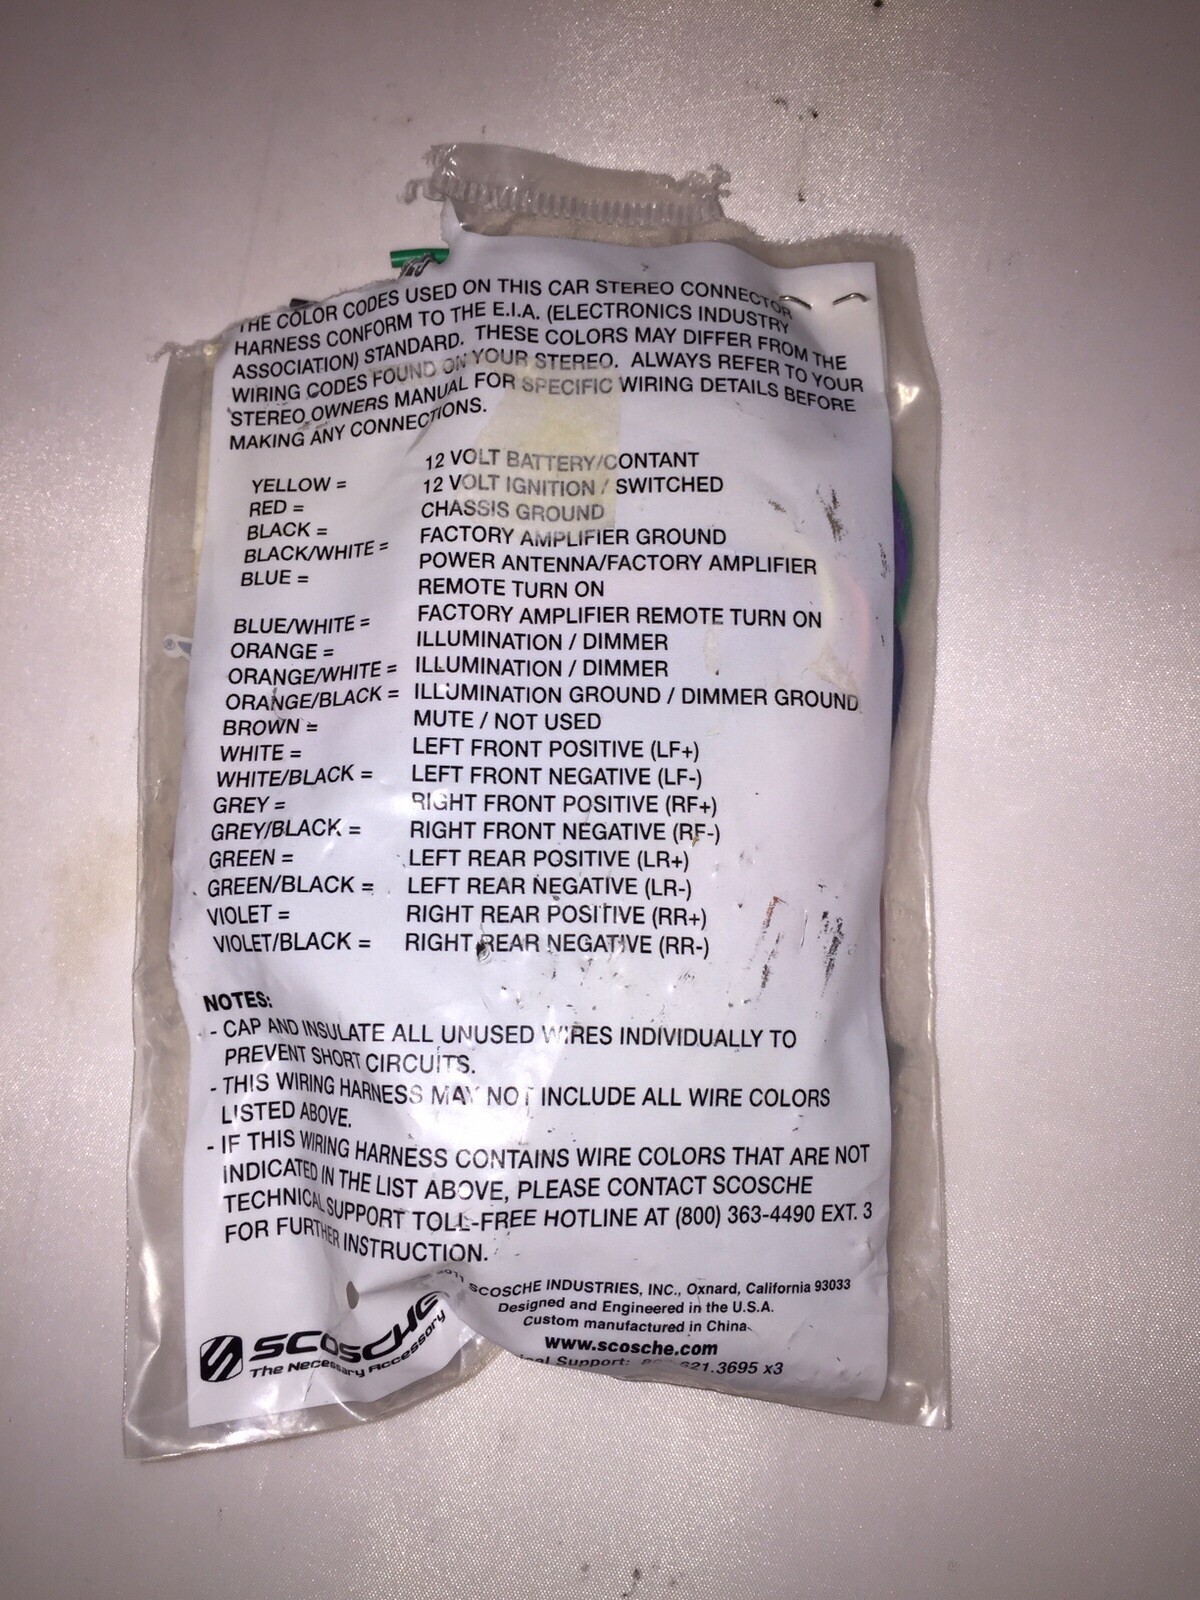 THE COLOR CODES USED ON THIS CAR STEREO CONNECTOR
HARNESS CONFORM TO THE E.I.A. (ELECTRONICS INDUSTRY
ASSOCIATION) STANDARD. THESE COLORS MAY DIFFER FROM THE
WIRING CODES FOUND ON YOUR STEREO. ALWAYS REFER TO YOUR
STEREO OWNERS MANUAL FOR SPECIFIC WIRING DETAILS BEFORE
MAKING ANY CONNECTIONS.
YELLOW = 12 VOLT BATTERY/CONTANT
RED = 12 VOLT IGNITION / SWITCHED
BLACK = CHASSIS GROUND
BLACK/WHITE = FACTORY AMPLIFIER GROUND
BLUE = POWER ANTENNA/FACTORY AMPLIFIER
REMOTE TURN ON
BLUE/WHITE = FACTORY AMPLIFIER REMOTE TURN ON
ORANGE = ILLUMINATION / DIMMER
ORANGE/WHITE = ILLUMINATION / DIMMER
ORANGE/BLACK = ILLUMINATION GROUND / DIMMER GROUND
BROWN = MUTE / NOT USED
WHITE = LEFT FRONT POSITIVE (LF+)
WHITE/BLACK = LEFT FRONT NEGATIVE (LF-)
GREY = RIGHT FRONT POSITIVE (RF+)
GREY/BLACK = RIGHT FRONT NEGATIVE (RF-)
GREEN = LEFT REAR POSITIVE (LR+)
GREEN/BLACK = LEFT REAR NEGATIVE (LR-)
VIOLET = RIGHT REAR POSITIVE (RR+)
VIOLET/BLACK = RIGHT REAR NEGATIVE (RR-)
NOTES:
- CAP AND INSULATE ALL UNUSED WIRES INDIVIDUALLY TO
PREVENT SHORT CIRCUITS.
- THIS WIRING HARNESS MAY NOT INCLUDE ALL WIRE COLORS
LISTED ABOVE.
- IF THIS WIRING HARNESS CONTAINS WIRE COLORS THAT ARE NOT
INDICATED IN THE LIST ABOVE, PLEASE CONTACT SCOSCHE
TECHNICAL SUPPORT TOLL-FREE HOTLINE AT (800) 363-4490 EXT. 3
FOR FURTHER INSTRUCTION.
2011 SCOSCHE INDUSTRIES, INC., Oxnard, California 93033
Designed and Engineered in the U.S.A.
Custom manufactured in China
www.scosche.com
Support: 621.3695 x3
SCOSCHE
The Necessary Accessory